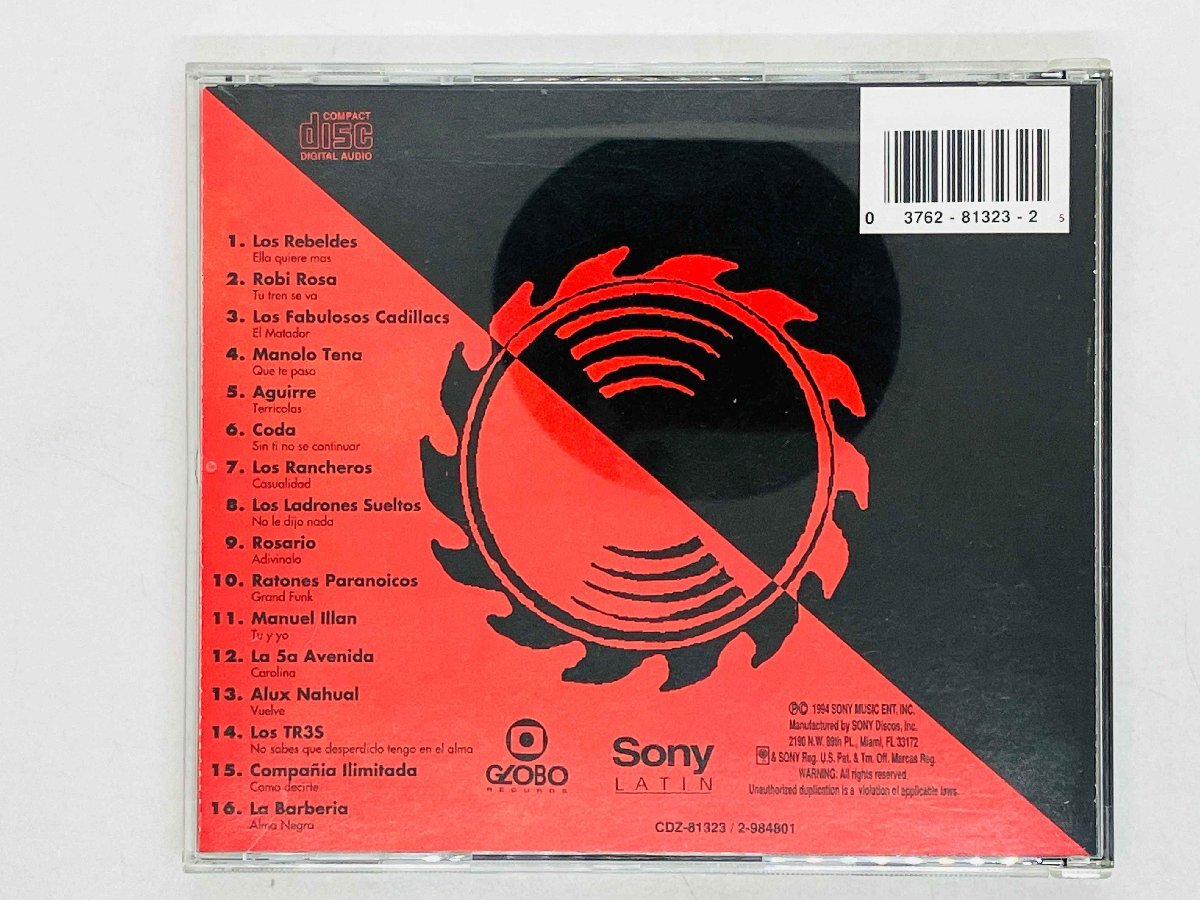 COMPACT
disc
DIGITAL AUDIO
0 3762 - 81323 - 2 5
1. Los Rebeldes
Ella quiere mas
2. Robi Rosa
Tu tren se va
3. Los Fabulosos Cadillacs
El Matador
4. Manolo Tena
Que te pasa
5. Aguirre
Terricolas
6. Coda
Sin ti no se continuar
7. Los Rancheros
Casualidad
8. Los Ladrones Sueltos
No le dijo nada
9. Rosario
Adivinalo
10. Ratones Paranoicos
Grand Funk
11. Manuel Illan
Tu y yo
12. La 5a Avenida
Carolina
13. Alux Nahual
Vuelve
14. Los TR3S
No sabes que desperdicio tengo en el alma
15. Compañia Ilimitada
Como decirte
16. La Barberia
Alma Negra
GLOBO
RECORDS
Sony
LATIN
℗© 1994 SONY MUSIC ENT. INC.
Manufactured by SONY Discos, Inc.
2190 N.W. 89th PL., Miami, FL 33172
& SONY Reg. U.S. Pat. & Tm. Off. Marcas Reg.
WARNING. All rights reserved.
Unauthorized duplication is a violation of applicable laws.
CDZ-81323 / 2-984801